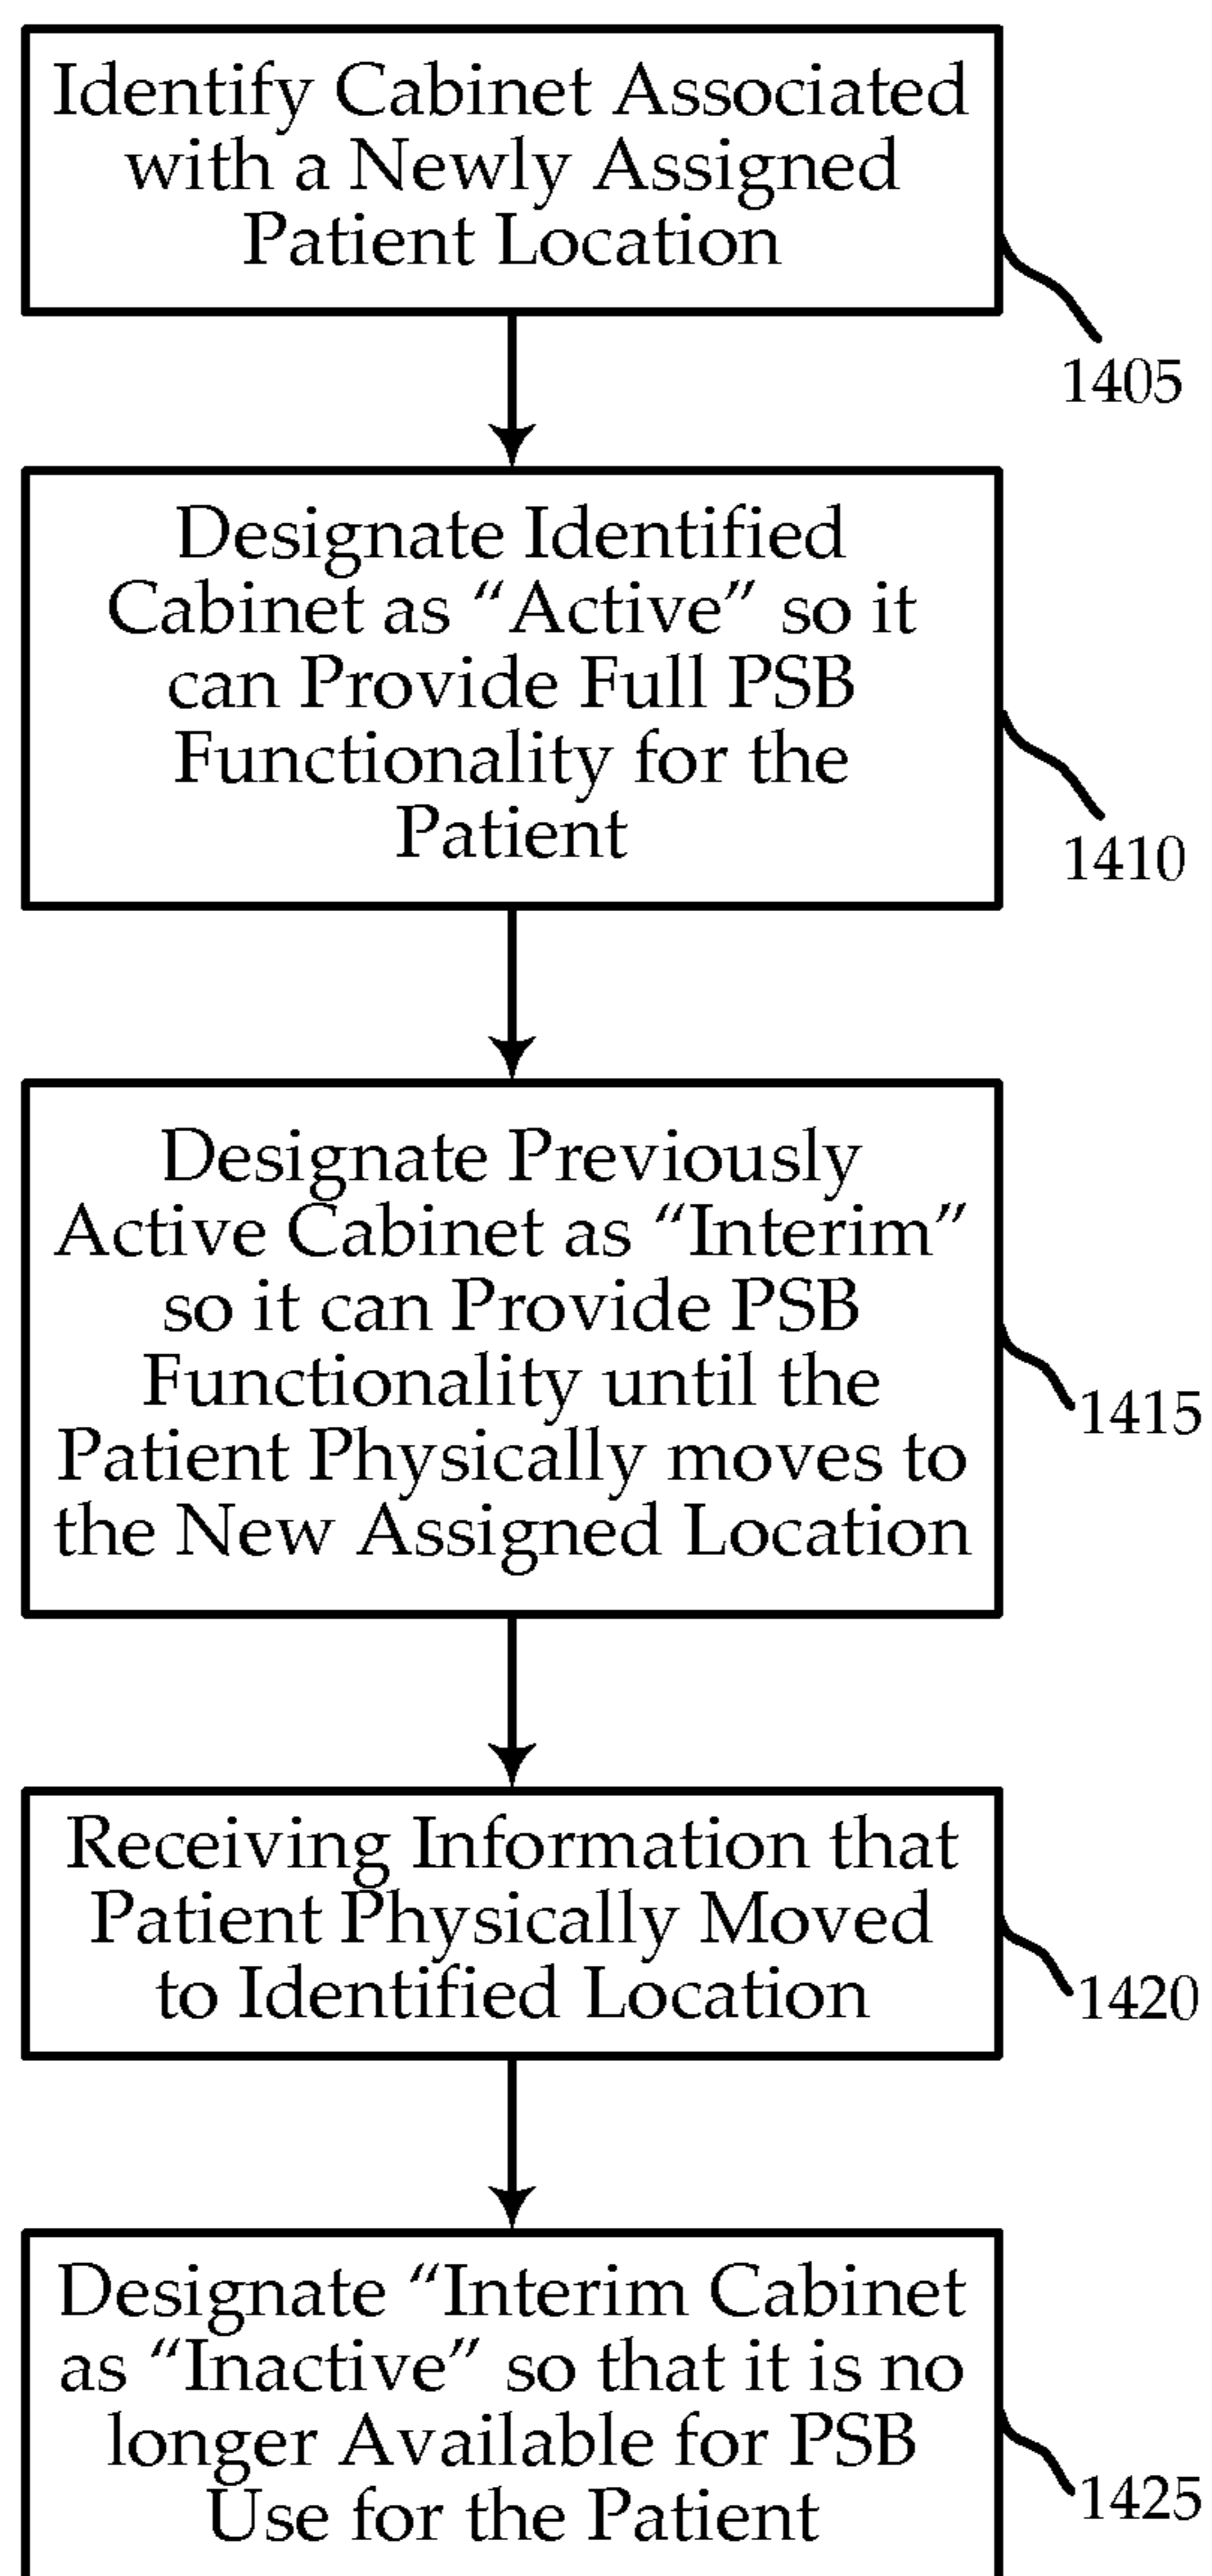 Identify Cabinet Associated
with a Newly Assigned
Patient Location
1405
Designate Identified
Cabinet as “Active” so it
can Provide Full PSB
Functionality for the
Patient
1410
Designate Previously
Active Cabinet as “Interim”
so it can Provide PSB
Functionality until the
Patient Physically moves to
the New Assigned Location
1415
Receiving Information that
Patient Physically Moved
to Identified Location
1420
Designate “Interim Cabinet
as “Inactive” so that it is no
longer Available for PSB
Use for the Patient
1425